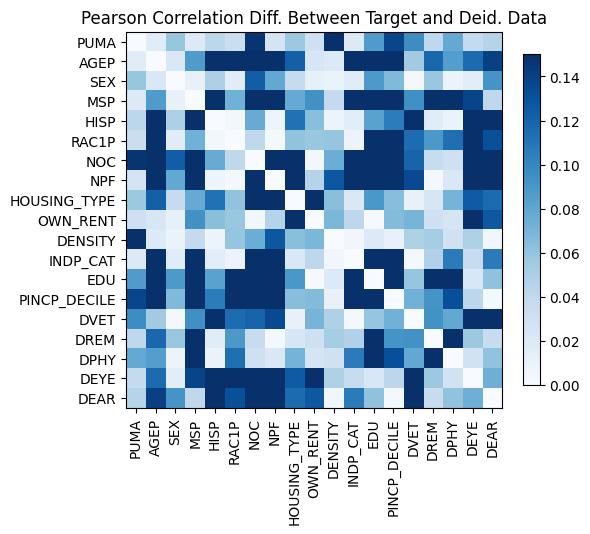 Pearson Correlation Diff. Between Target and Deid. Data
PUMA
AGEP
SEX
MSP
HISP
RAC1P
NOC
NPF
HOUSING_TYPE
OWN_RENT
DENSITY
INDP_CAT
EDU
PINCP_DECILE
DVET
DREM
DPHY
DEYE
DEAR
PUMA
AGEP
SEX
MSP
HISP
RAC1P
NOC
NPF
HOUSING_TYPE
OWN_RENT
DENSITY
INDP_CAT
EDU
PINCP_DECILE
DVET
DREM
DPHY
DEYE
DEAR
0.14
0.12
0.10
0.08
0.06
0.04
0.02
0.00